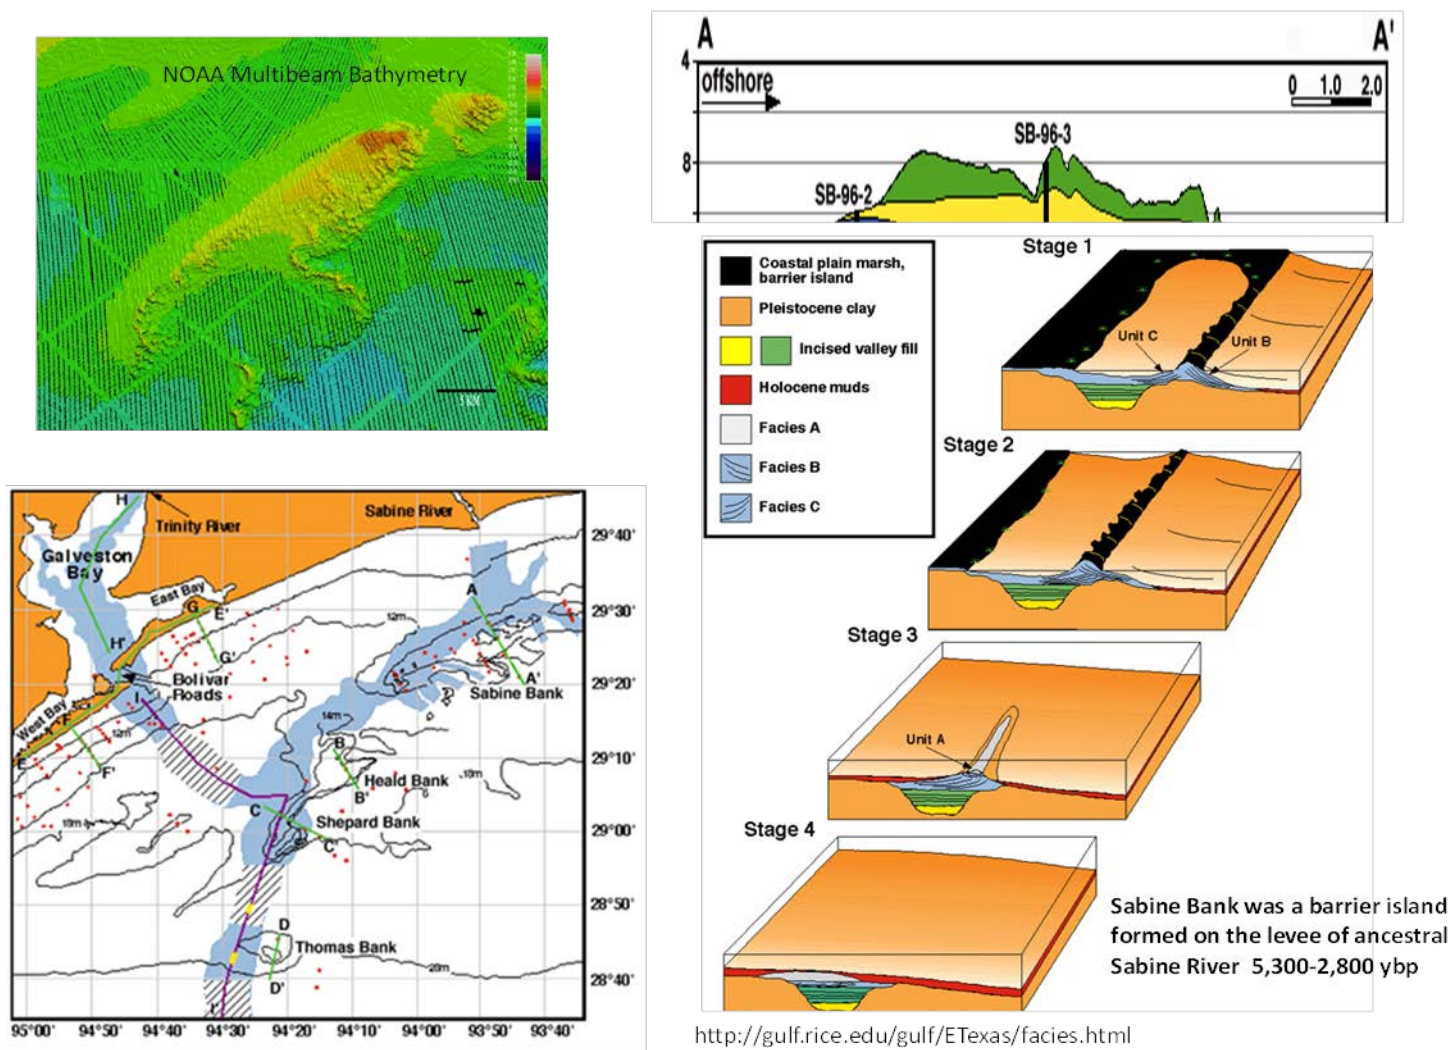 NOAA Multibeam Bathymetry
5 KM
A
A'
4
offshore
0 1.0 2.0
SB-96-3
8
SB-96-2
Coastal plain marsh,
barrier island
Pleistocene clay
Incised valley fill
Holocene muds
Facies A
Facies B
Facies C
Stage 1
Unit C
Unit B
Stage 2
Stage 3
Unit A
Stage 4
Sabine Bank was a barrier island
formed on the levee of ancestral
Sabine River 5,300-2,800 ybp
http://gulf.rice.edu/gulf/ETexas/facies.html
H
Trinity River
Sabine River
29°40'
Galveston
Bay
East Bay
A
G
E'
29°30'
12m
H'
G'
Bolivar
Roads
A'
29°20'
Sabine Bank
I
West Bay
F
14m
12m
B
29°10'
E
F'
Heald Bank
18m
B'
C
Shepard Bank
18m
29°00'
C'
28°50'
D
Thomas Bank
20m
28°40'
D'
I'
95°00' 94°50' 94°40' 94°30' 94°20' 94°10' 94°00' 93°50' 93°40'